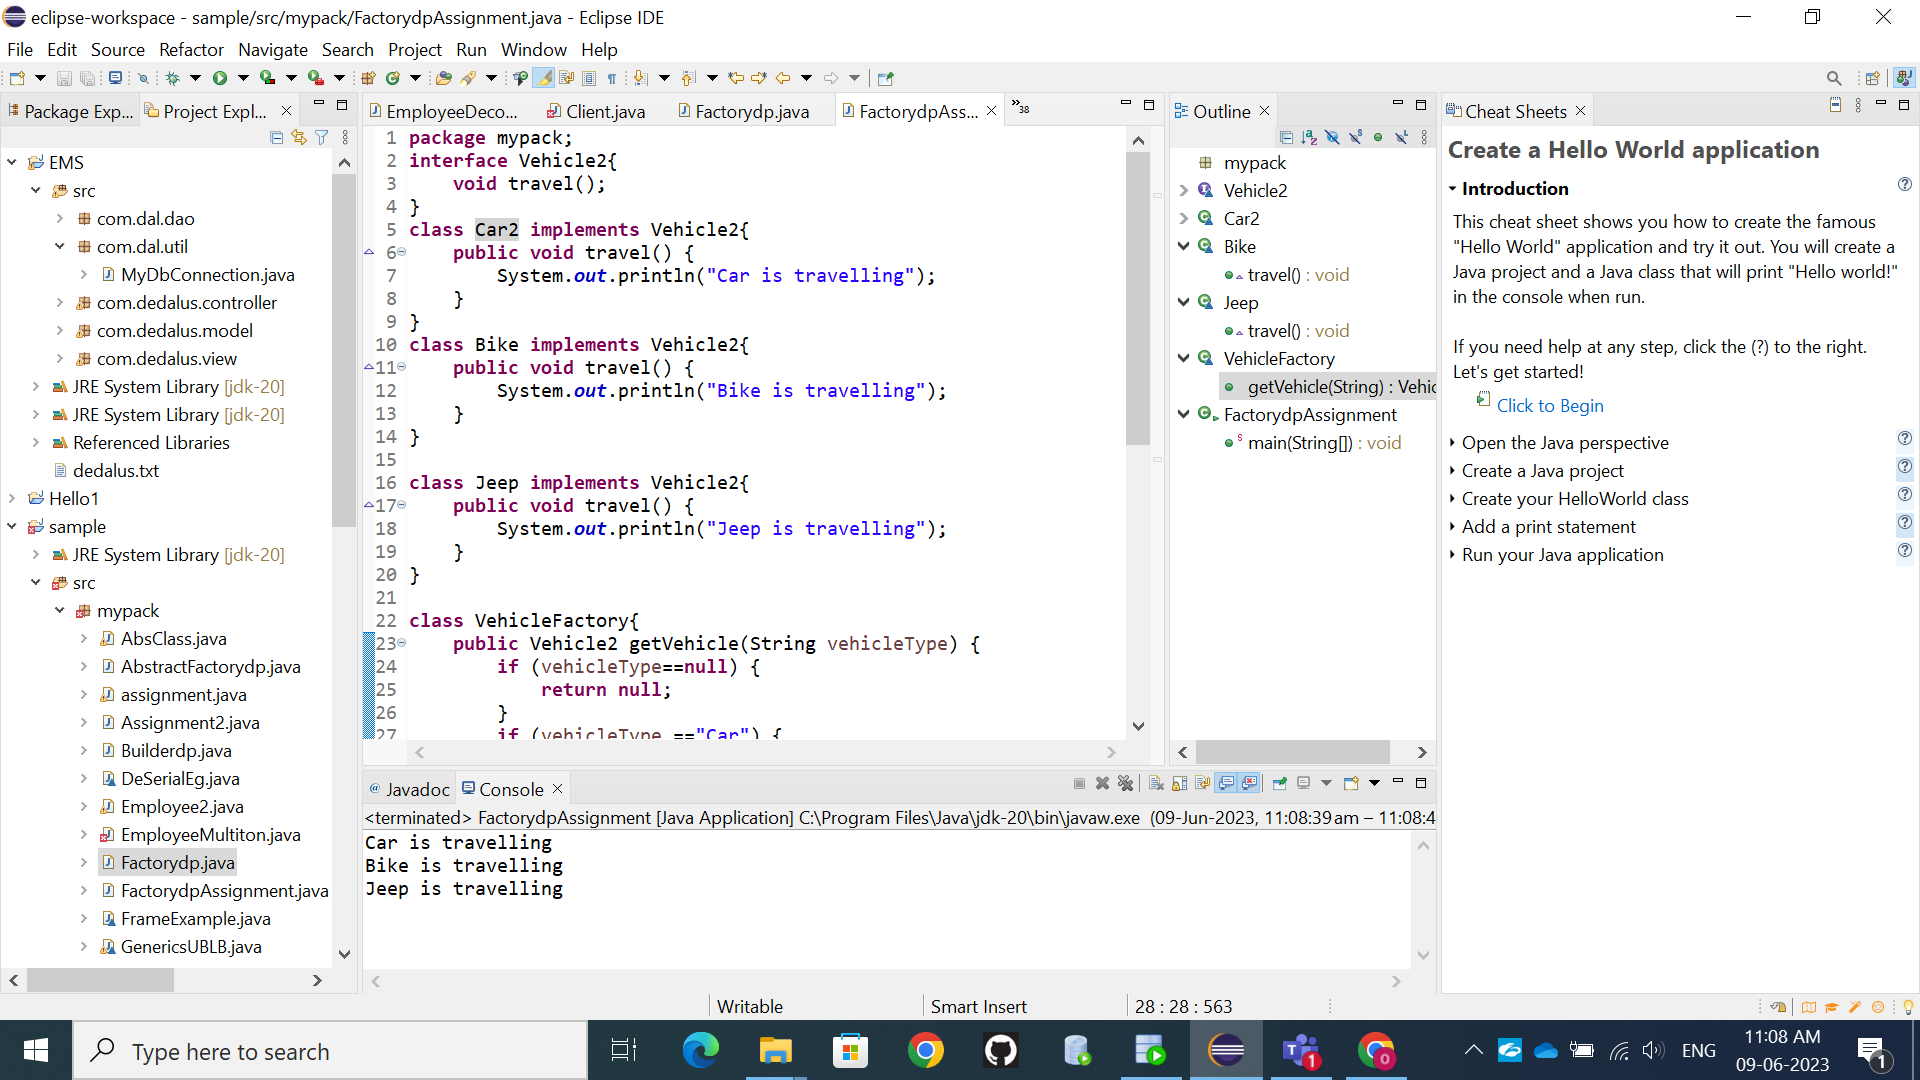 eclipse-workspace - sample/src/mypack/FactorydpAssignment.java - Eclipse IDE
File Edit Source Refactor Navigate Search Project Run Window Help
Package Exp...
Project Expl...
EMS
src
com.dal.dao
com.dal.util
MyDbConnection.java
com.dedalus.controller
com.dedalus.model
com.dedalus.view
JRE System Library [jdk-20]
JRE System Library [jdk-20]
Referenced Libraries
dedalus.txt
Hello1
sample
JRE System Library [jdk-20]
src
mypack
AbsClass.java
AbstractFactorydp.java
assignment.java
Assignment2.java
Builderdp.java
DeSerialEg.java
Employee2.java
EmployeeMultiton.java
Factorydp.java
FactorydpAssignment.java
FrameExample.java
GenericsUBLB.java
EmployeeDeco... Client.java Factorydp.java FactorydpAss... »38
1 package mypack;
2 interface Vehicle2{
3     void travel();
4 }
5 class Car2 implements Vehicle2{
6     public void travel() {
7         System.out.println("Car is travelling");
8     }
9 }
10 class Bike implements Vehicle2{
11     public void travel() {
12         System.out.println("Bike is travelling");
13     }
14 }
15
16 class Jeep implements Vehicle2{
17     public void travel() {
18         System.out.println("Jeep is travelling");
19     }
20 }
21
22 class VehicleFactory{
23     public Vehicle2 getVehicle(String vehicleType) {
24         if (vehicleType==null) {
25             return null;
26         }
27         if (vehicleType =="Car") {
Outline
mypack
Vehicle2
Car2
Bike
travel() : void
Jeep
travel() : void
VehicleFactory
getVehicle(String) : Vehic
FactorydpAssignment
main(String[]) : void
Cheat Sheets
Create a Hello World application
Introduction
This cheat sheet shows you how to create the famous
"Hello World" application and try it out. You will create a
Java project and a Java class that will print "Hello world!"
in the console when run.
If you need help at any step, click the (?) to the right.
Let's get started!
Click to Begin
Open the Java perspective
Create a Java project
Create your HelloWorld class
Add a print statement
Run your Java application
@ Javadoc Console
<terminated> FactorydpAssignment [Java Application] C:\Program Files\Java\jdk-20\bin\javaw.exe (09-Jun-2023, 11:08:39 am – 11:08:4
Car is travelling
Bike is travelling
Jeep is travelling
Writable Smart Insert 28 : 28 : 563
Type here to search
1
0
ENG
11:08 AM
09-06-2023
1